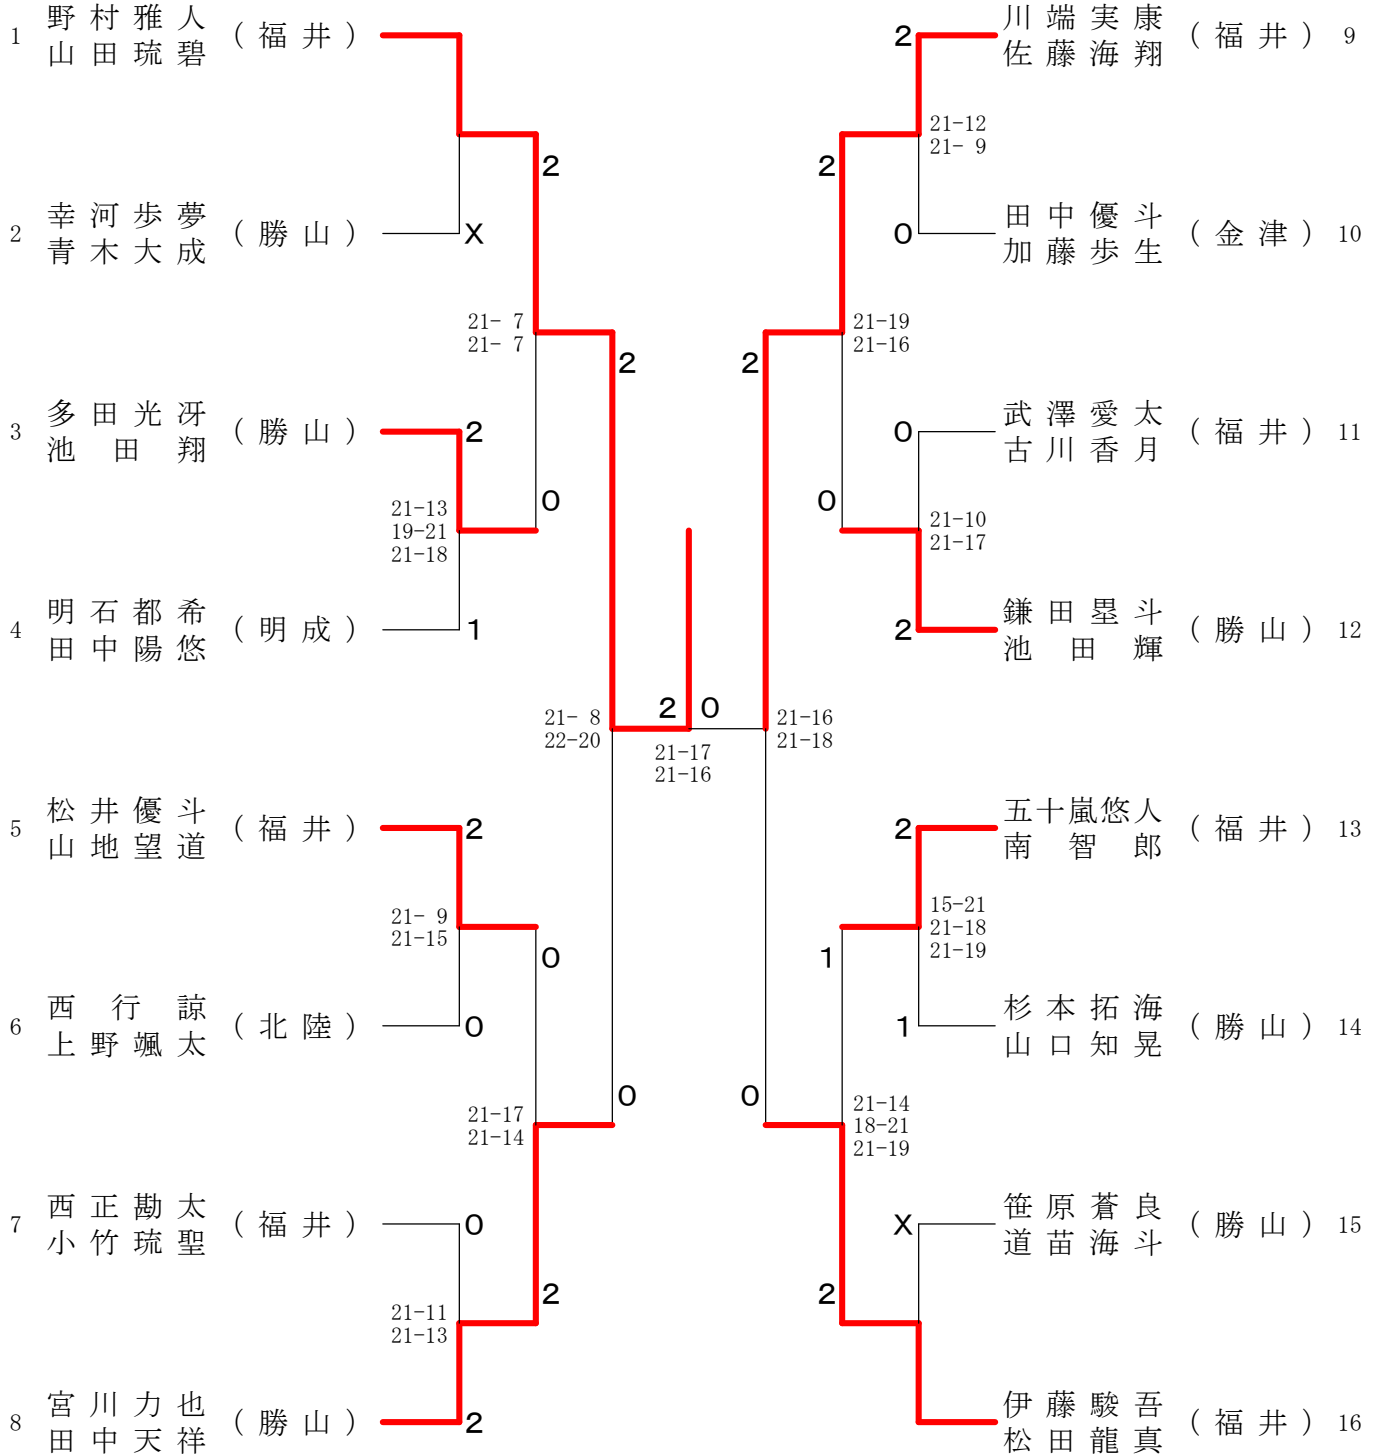 1 野村雅人 (福井)
山田琉碧
2
2 幸河歩夢 (勝山) X
青木大成
21- 7
21- 7
2
3 多田光冴 (勝山) 2
池田翔
21-13
19-21
21-18
0
4 明石都希 (明成) 1
田中陽悠
21- 8
22-20
5 松井優斗 (福井) 2
山地望道
21- 9
21-15
0
6 西行諒 (北陸) 0
上野颯太
21-17
21-14
0
7 西正勘太 (福井) 0
小竹琉聖
21-11
21-13
2
8 宮川力也 (勝山) 2
田中天祥
2 0
21-17
21-16
2 川端実康 (福井) 9
佐藤海翔
21-12
21- 9
2
0 田中優斗 (金津) 10
加藤歩生
21-19
21-16
2
0 武澤愛太 (福井) 11
古川香月
21-10
21-17
0
2 鎌田塁斗 (勝山) 12
池田輝
21-16
21-18
2 五十嵐悠人 (福井) 13
南智郎
15-21
21-18
21-19
1
1 杉本拓海 (勝山) 14
山口知晃
21-14
18-21
21-19
0
X 笹原蒼良 (勝山) 15
道苗海斗
2
伊藤駿吾 (福井) 16
松田龍真